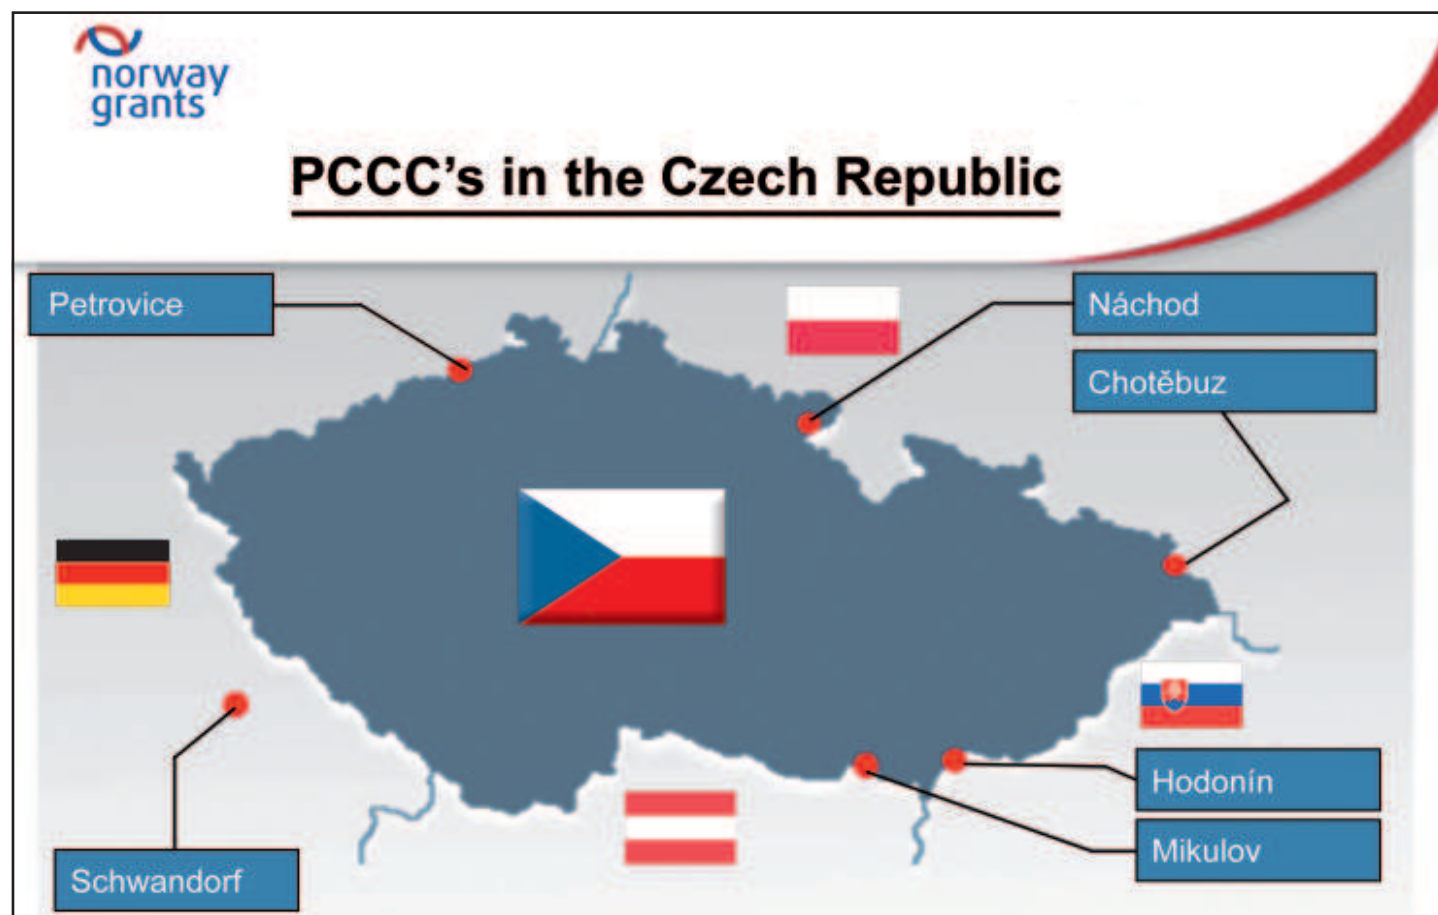 norway
grants
PCCC's in the Czech Republic
Petrovice
Náchod
Chotěbuz
Hodonín
Mikulov
Schwandorf